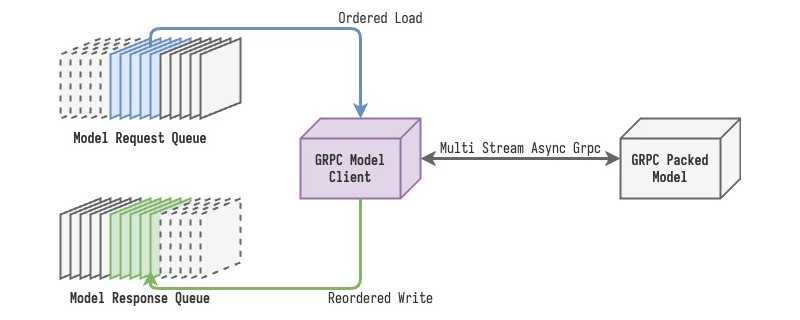 Ordered Load
Model Request Queue
GRPC Model
Client
Multi Stream Async Grpc
GRPC Packed
Model
Model Response Queue
Reordered Write